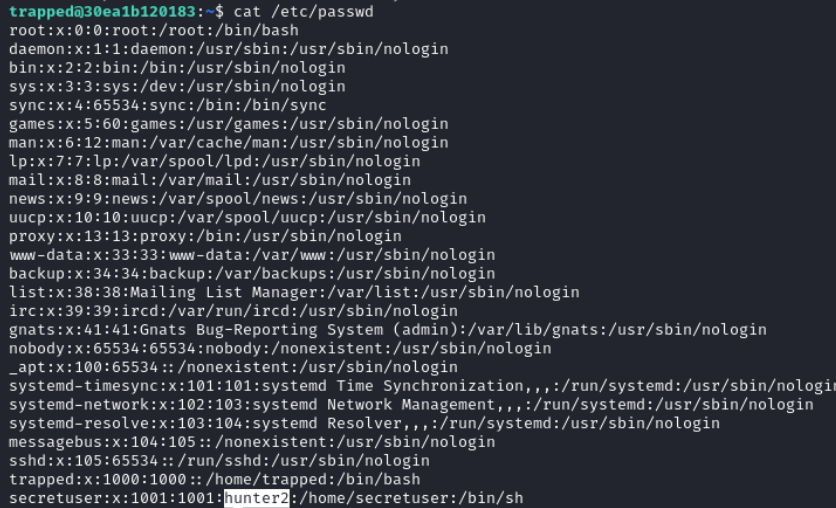 trapped@30ea1b120183:~$ cat /etc/passwd
root:x:0:0:root:/root:/bin/bash
daemon:x:1:1:daemon:/usr/sbin:/usr/sbin/nologin
bin:x:2:2:bin:/bin:/usr/sbin/nologin
sys:x:3:3:sys:/dev:/usr/sbin/nologin
sync:x:4:65534:sync:/bin:/bin/sync
games:x:5:60:games:/usr/games:/usr/sbin/nologin
man:x:6:12:man:/var/cache/man:/usr/sbin/nologin
lp:x:7:7:lp:/var/spool/lpd:/usr/sbin/nologin
mail:x:8:8:mail:/var/mail:/usr/sbin/nologin
news:x:9:9:news:/var/spool/news:/usr/sbin/nologin
uucp:x:10:10:uucp:/var/spool/uucp:/usr/sbin/nologin
proxy:x:13:13:proxy:/bin:/usr/sbin/nologin
www-data:x:33:33:www-data:/var/www:/usr/sbin/nologin
backup:x:34:34:backup:/var/backups:/usr/sbin/nologin
list:x:38:38:Mailing List Manager:/var/list:/usr/sbin/nologin
irc:x:39:39:ircd:/var/run/ircd:/usr/sbin/nologin
gnats:x:41:41:Gnats Bug-Reporting System (admin):/var/lib/gnats:/usr/sbin/nologin
nobody:x:65534:65534:nobody:/nonexistent:/usr/sbin/nologin
_apt:x:100:65534::/nonexistent:/usr/sbin/nologin
systemd-timesync:x:101:101:systemd Time Synchronization,,,:/run/systemd:/usr/sbin/nologin
systemd-network:x:102:103:systemd Network Management,,,:/run/systemd:/usr/sbin/nologin
systemd-resolve:x:103:104:systemd Resolver,,,:/run/systemd:/usr/sbin/nologin
messagebus:x:104:105::/nonexistent:/usr/sbin/nologin
sshd:x:105:65534::/run/sshd:/usr/sbin/nologin
trapped:x:1000:1000::/home/trapped:/bin/bash
secretuser:x:1001:1001:hunter2:/home/secretuser:/bin/sh